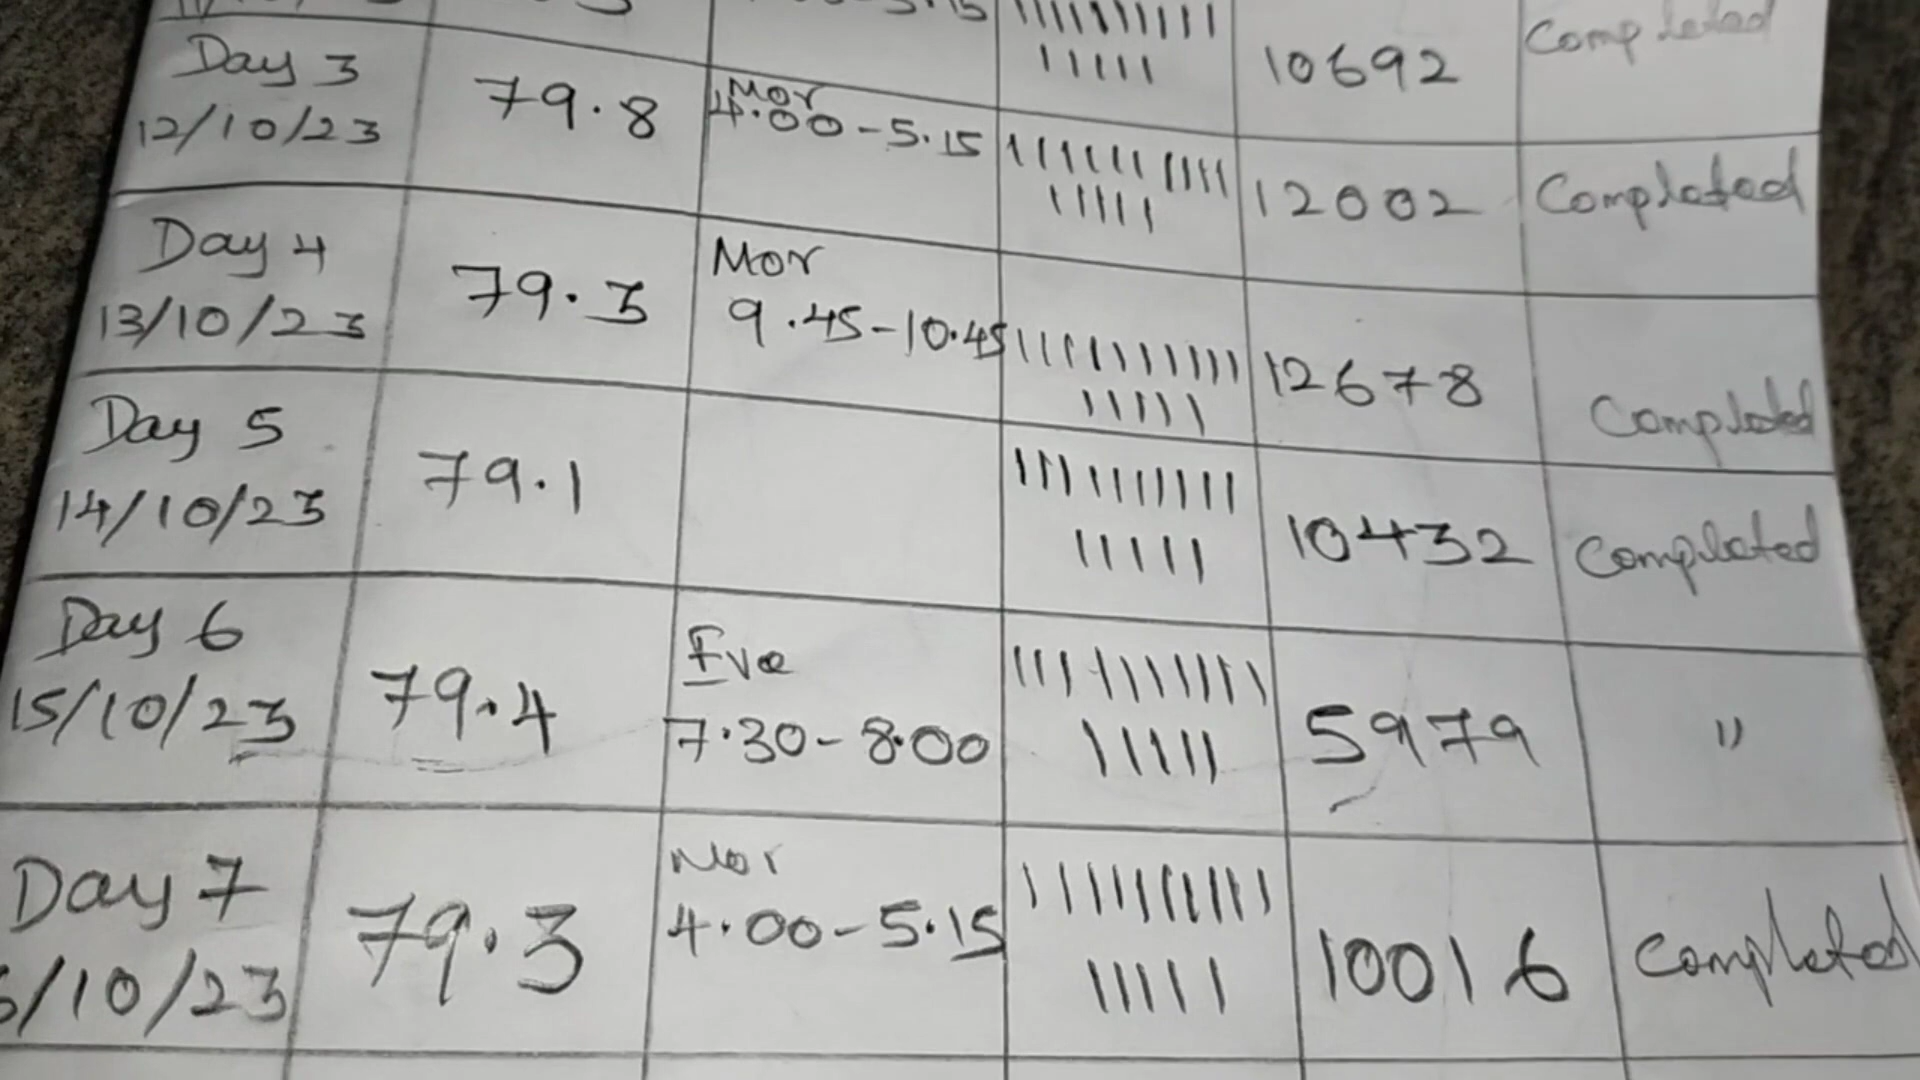 10692 Completed
Day 3
12/10/23
79.8
Mor
4.00-5.15
12002
Completed
Day 4
13/10/23
79.3
Mor
9.45-10.45
12678
Completed
Day 5
14/10/23
79.1
10432
Completed
Day 6
15/10/23
79.4
Eve
7.30-8.00
5979
"
Day 7
6/10/23
79.3
Mor
4.00-5.15
10016
Completed